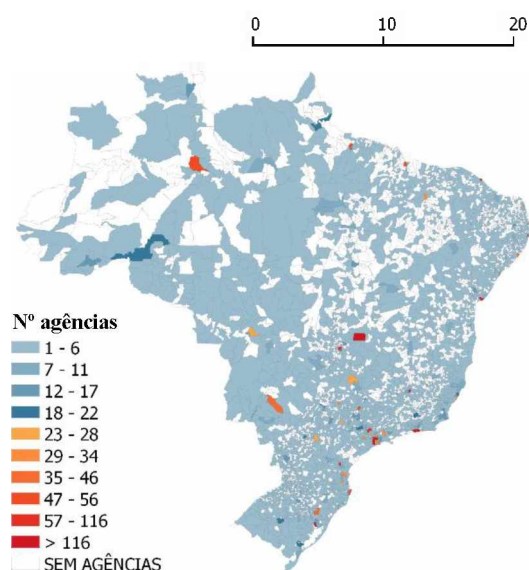 0 10 20
Nº agências
1 - 6
7 - 11
12 - 17
18 - 22
23 - 28
29 - 34
35 - 46
47 - 56
57 - 116
> 116
SEM AGÊNCIAS